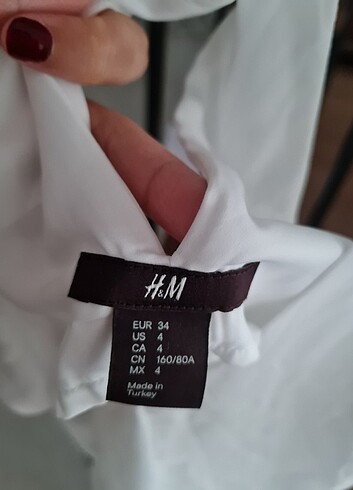 H&M
EUR 34
US 4
CA 4
CN 160/80A
MX 4
Made in
Turkey